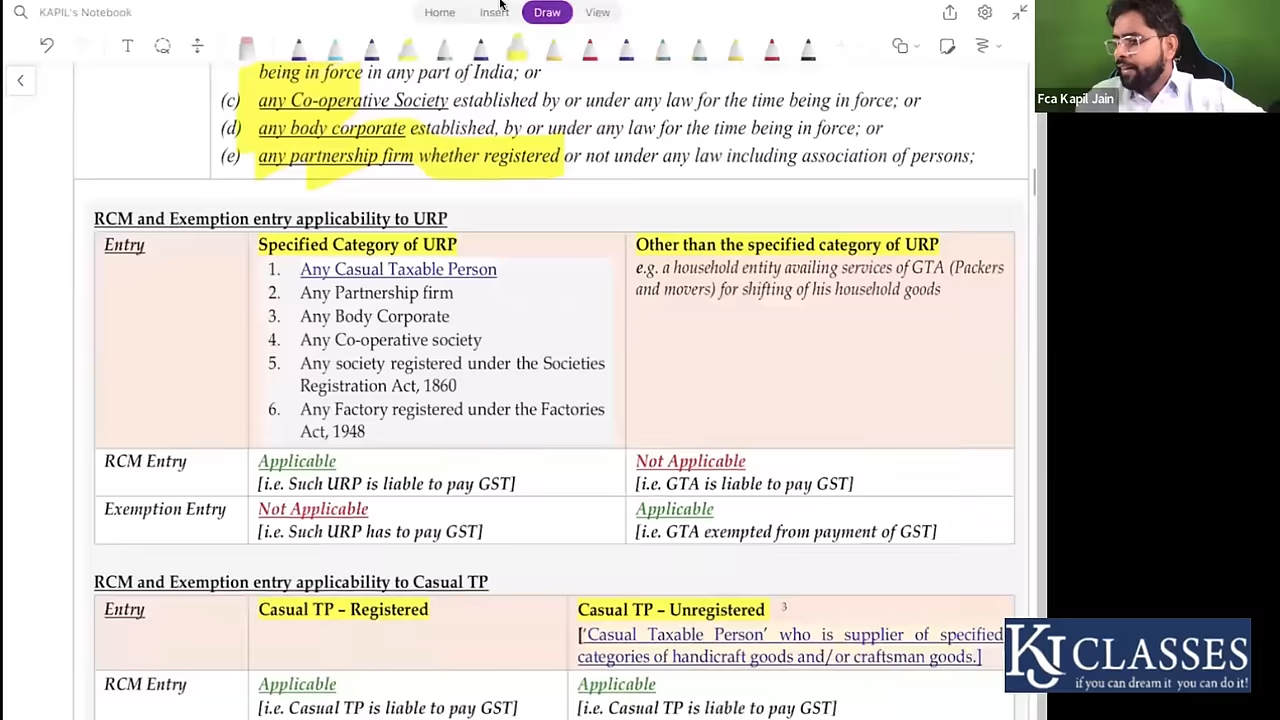 KAPIL's Notebook
Home Insert Draw View
Fca Kapil Jain
being in force in any part of India; or
(c) any Co-operative Society established by or under any law for the time being in force; or
(d) any body corporate established, by or under any law for the time being in force; or
(e) any partnership firm whether registered or not under any law including association of persons;
RCM and Exemption entry applicability to URP
Entry
Specified Category of URP
1. Any Casual Taxable Person
2. Any Partnership firm
3. Any Body Corporate
4. Any Co-operative society
5. Any society registered under the Societies
Registration Act, 1860
6. Any Factory registered under the Factories
Act, 1948
Other than the specified category of URP
e.g. a household entity availing services of GTA (Packers
and movers) for shifting of his household goods
RCM Entry
Applicable
[i.e. Such URP is liable to pay GST]
Not Applicable
[i.e. GTA is liable to pay GST]
Exemption Entry
Not Applicable
[i.e. Such URP has to pay GST]
Applicable
[i.e. GTA exempted from payment of GST]
RCM and Exemption entry applicability to Casual TP
Entry
Casual TP – Registered
Casual TP – Unregistered 3
['Casual Taxable Person' who is supplier of specified
categories of handicraft goods and/or craftsman goods.]
RCM Entry
Applicable
[i.e. Casual TP is liable to pay GST]
Applicable
[i.e. Casual TP is liable to pay GST]
KJ CLASSES
if you can dream it you can do it!